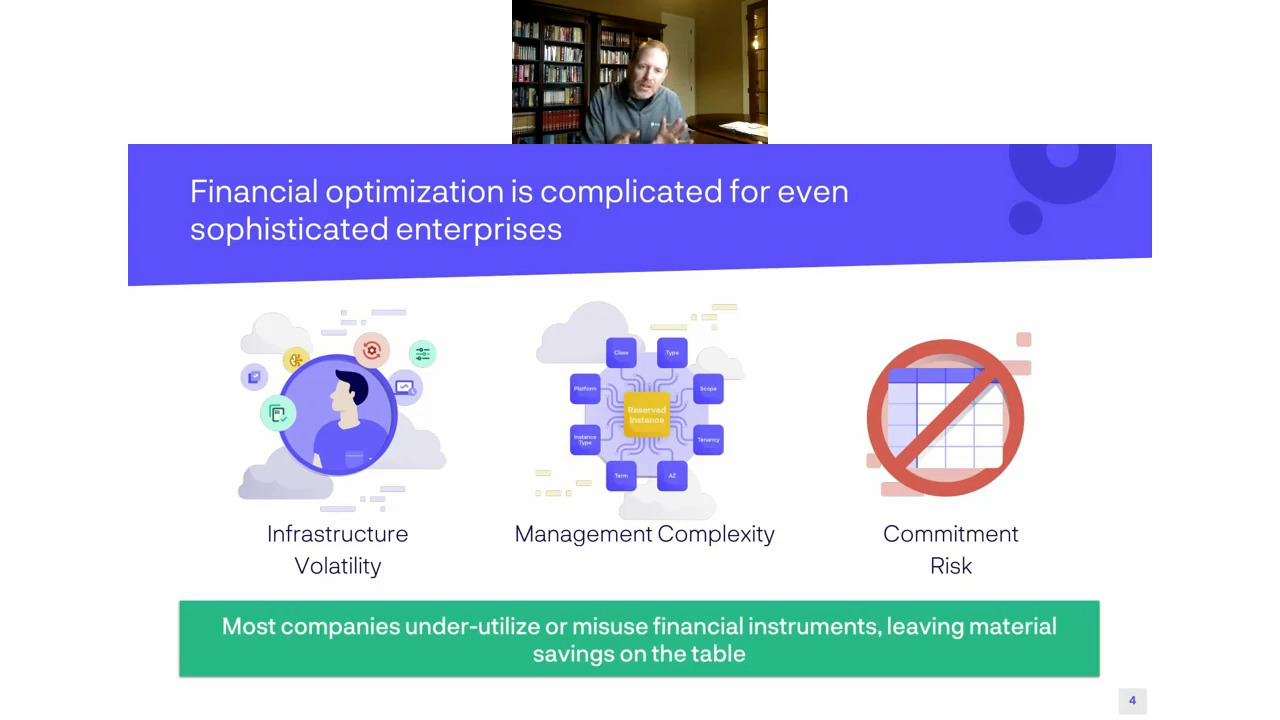 Financial optimization is complicated for even
sophisticated enterprises
Class
Type
Platform
Scope
Reserved
Instance
Instance
Type
Tenancy
Term
AZ
Infrastructure
Volatility
Management Complexity
Commitment
Risk
Most companies under-utilize or misuse financial instruments, leaving material
savings on the table
4